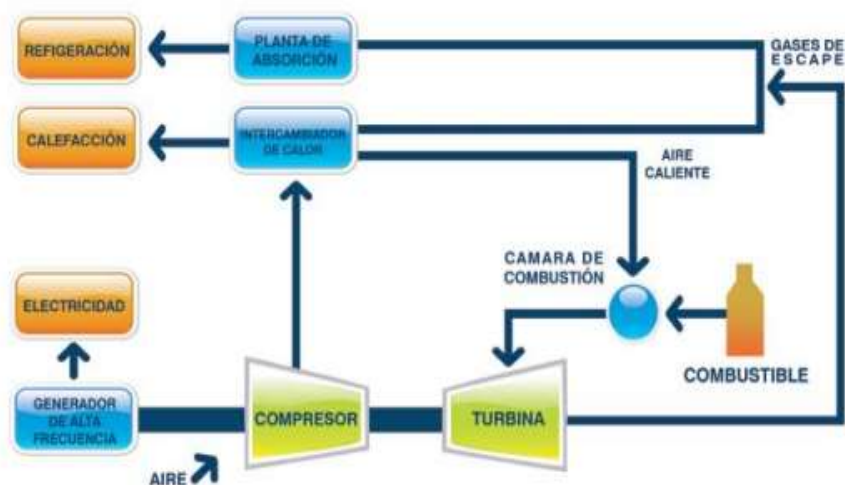 REFIGERACIÓN
PLANTA DE
ABSORCIÓN
GASES DE
ESCAPE
CALEFACCIÓN
INTERCAMBIADOR
DE CALOR
AIRE
CALIENTE
CAMARA DE
COMBUSTIÓN
ELECTRICIDAD
COMBUSTIBLE
GENERADOR
DE ALTA
FRECUENCIA
COMPRESOR
TURBINA
AIRE